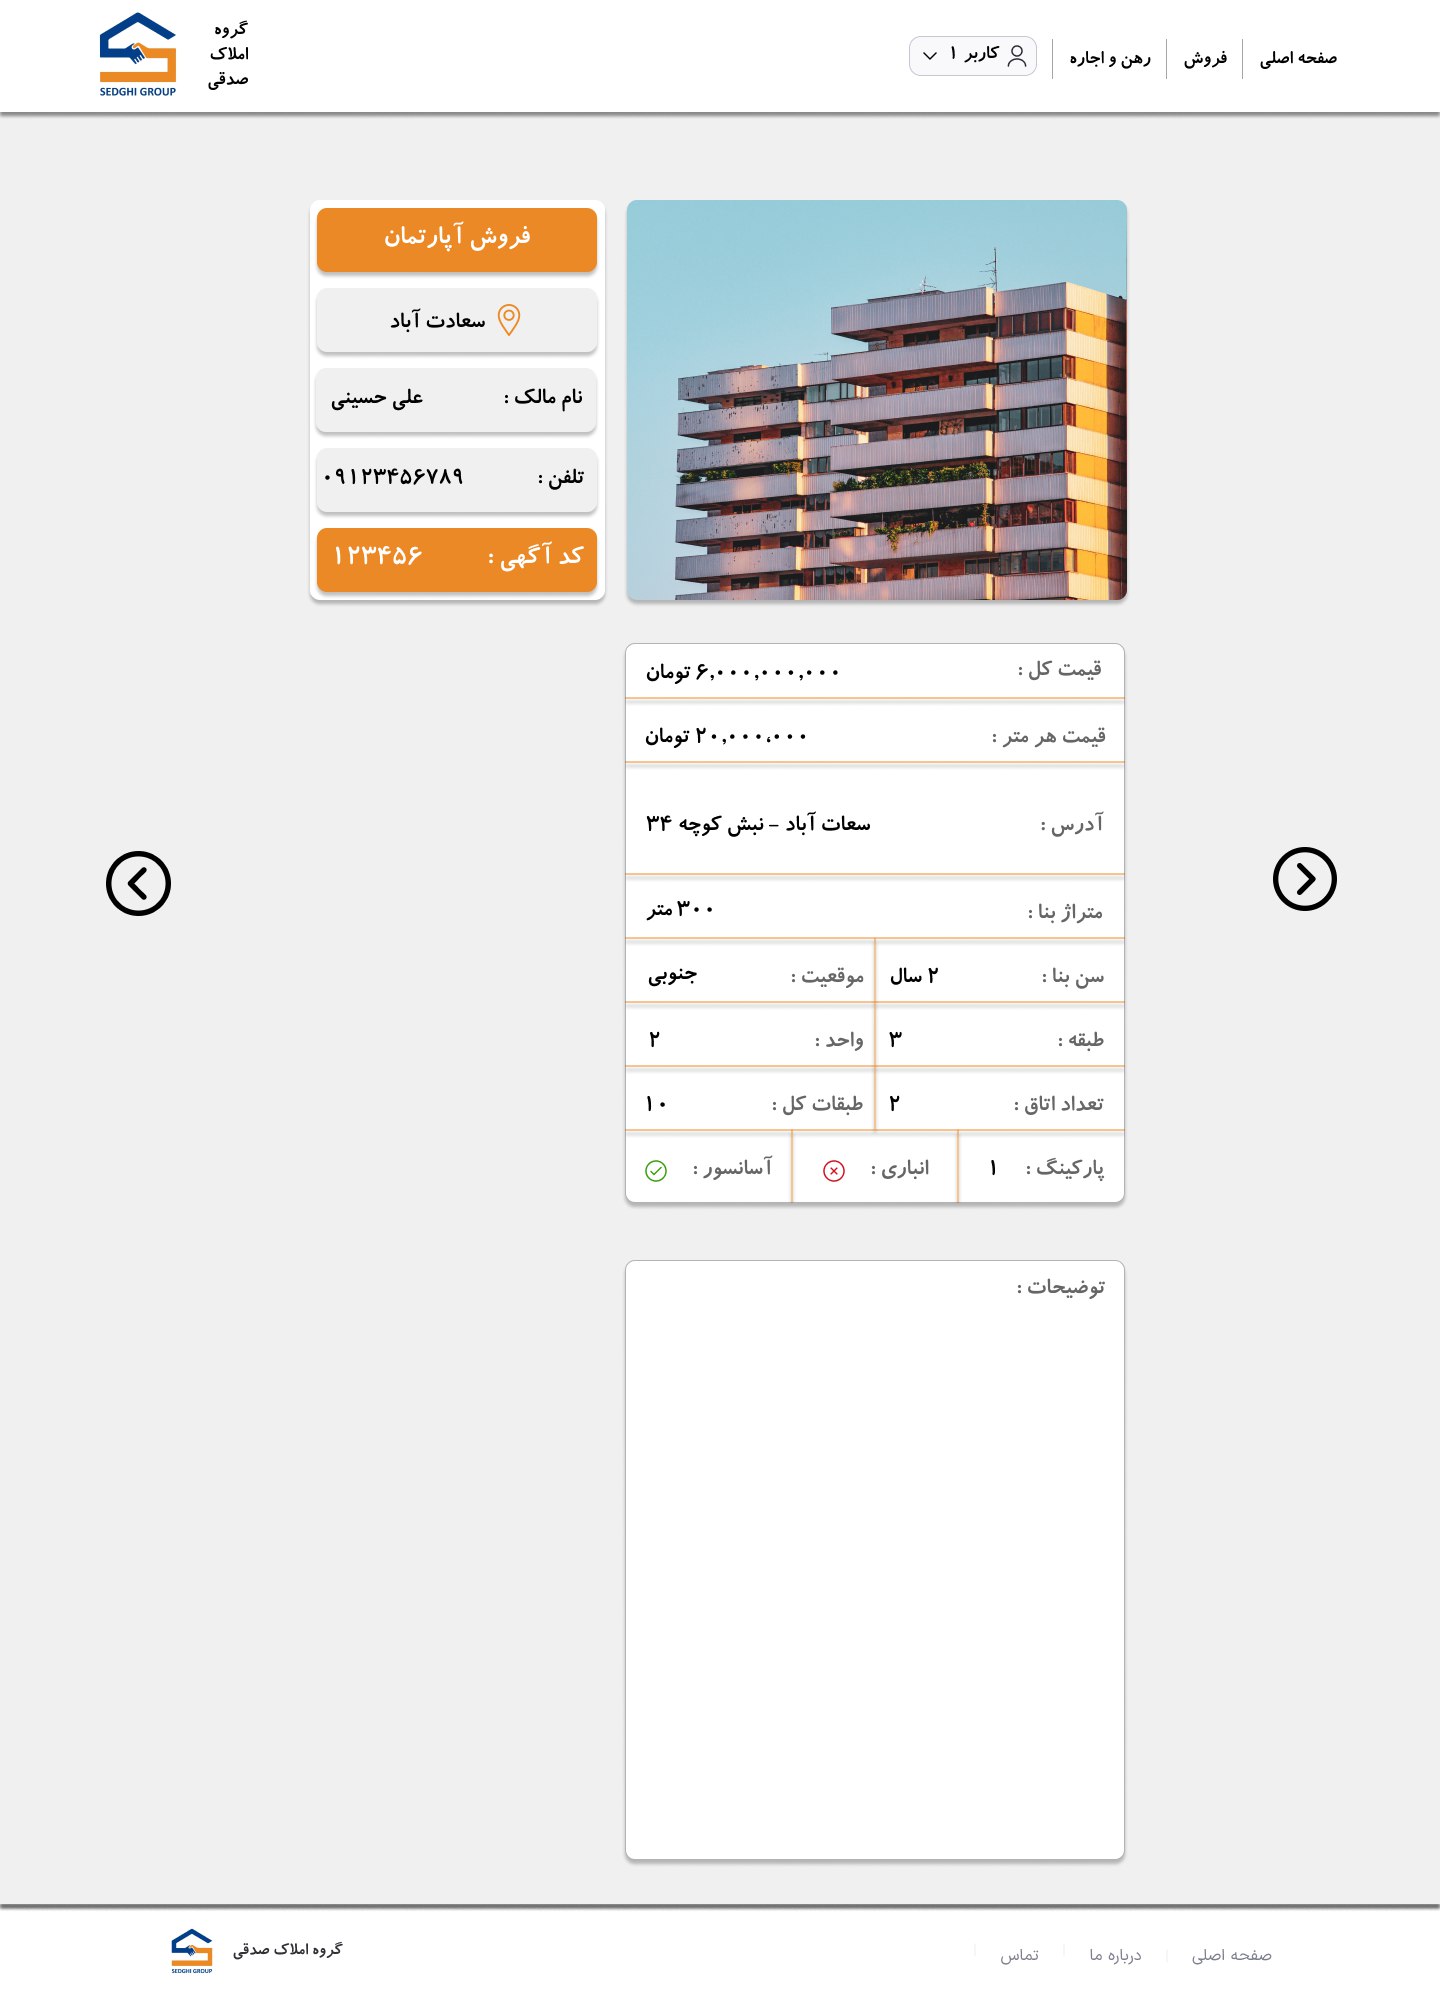 صفحه اصلی
فروش
رهن و اجاره
کاربر ۱
گروه
املاک
صدقی
SEDGHI GROUP
فروش آپارتمان
سعادت آباد
نام مالک : علی حسینی
تلفن : ۰۹۱۲۳۴۵۶۷۸۹
کد آگهی : ۱۲۳۴۵۶
قیمت کل : ۶,۰۰۰,۰۰۰,۰۰۰ تومان
قیمت هر متر : ۲۰,۰۰۰،۰۰۰ تومان
آدرس : سعات آباد – نبش کوچه ۳۴
متراژ بنا : ۳۰۰ متر
سن بنا : ۲ سال
موقعیت : جنوبی
طبقه : ۳
واحد : ۲
تعداد اتاق : ۲
طبقات کل : ۱۰
پارکینگ : ۱
انباری :
آسانسور :
توضیحات :
صفحه اصلی
درباره ما
تماس
گروه املاک صدقی
SEDGHI GROUP